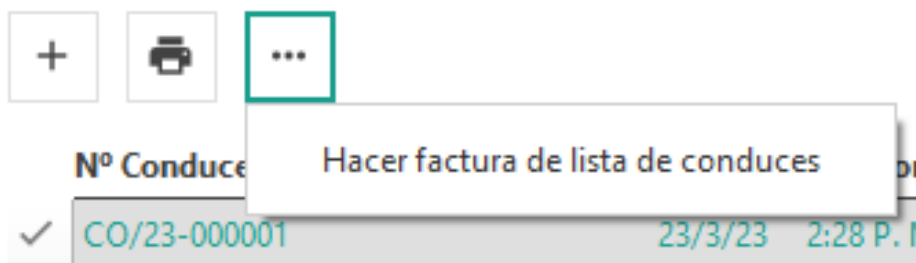 Hacer factura de lista de conduces
Nº Conduce
CO/23-000001 23/3/23 2:28 P.